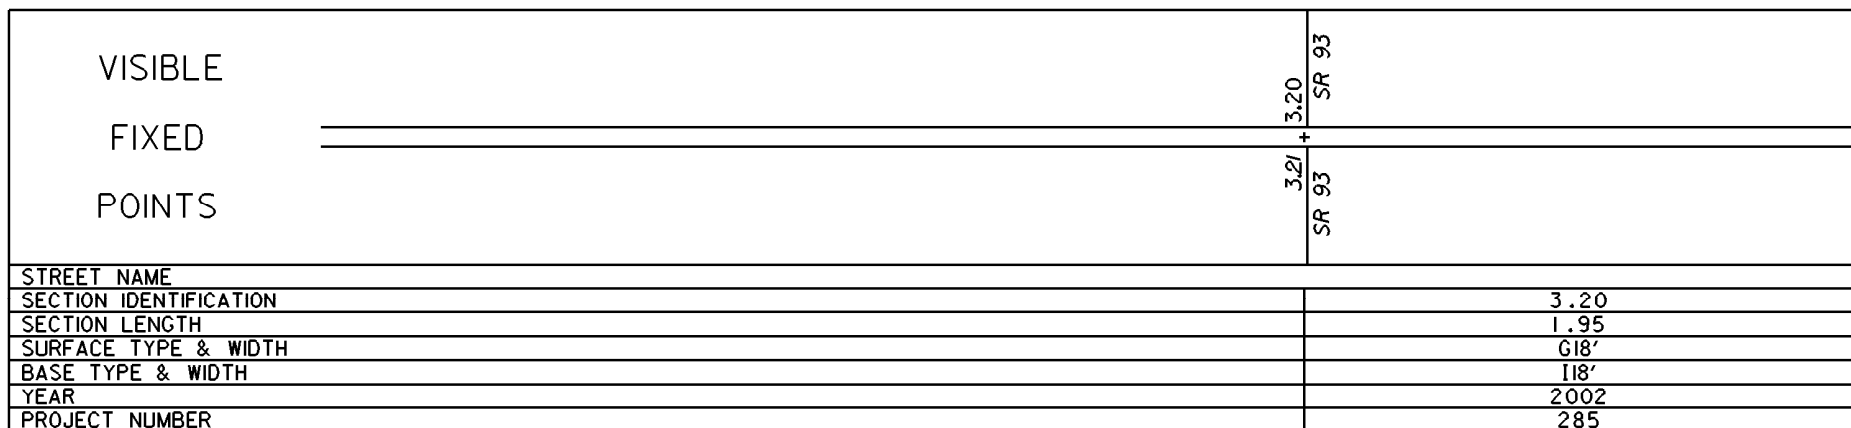 VISIBLE
FIXED
POINTS
3.20
SR 93
3.21
SR 93
STREET NAME
SECTION IDENTIFICATION 3.20
SECTION LENGTH 1.95
SURFACE TYPE & WIDTH G18'
BASE TYPE & WIDTH I18'
YEAR 2002
PROJECT NUMBER 285